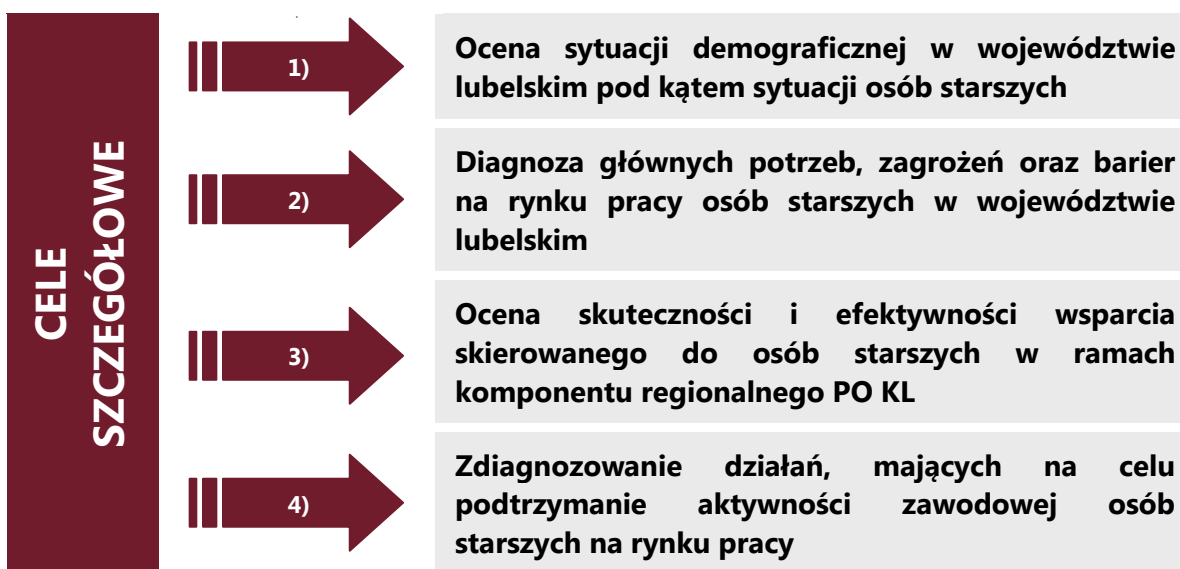 CELE
SZCZEGÓŁOWE
1)
Ocena sytuacji demograficznej w województwie
lubelskim pod kątem sytuacji osób starszych
2)
Diagnoza głównych potrzeb, zagrożeń oraz barier
na rynku pracy osób starszych w województwie
lubelskim
3)
Ocena skuteczności i efektywności wsparcia
skierowanego do osób starszych w ramach
komponentu regionalnego PO KL
4)
Zdiagnozowanie działań, mających na celu
podtrzymanie aktywności zawodowej osób
starszych na rynku pracy